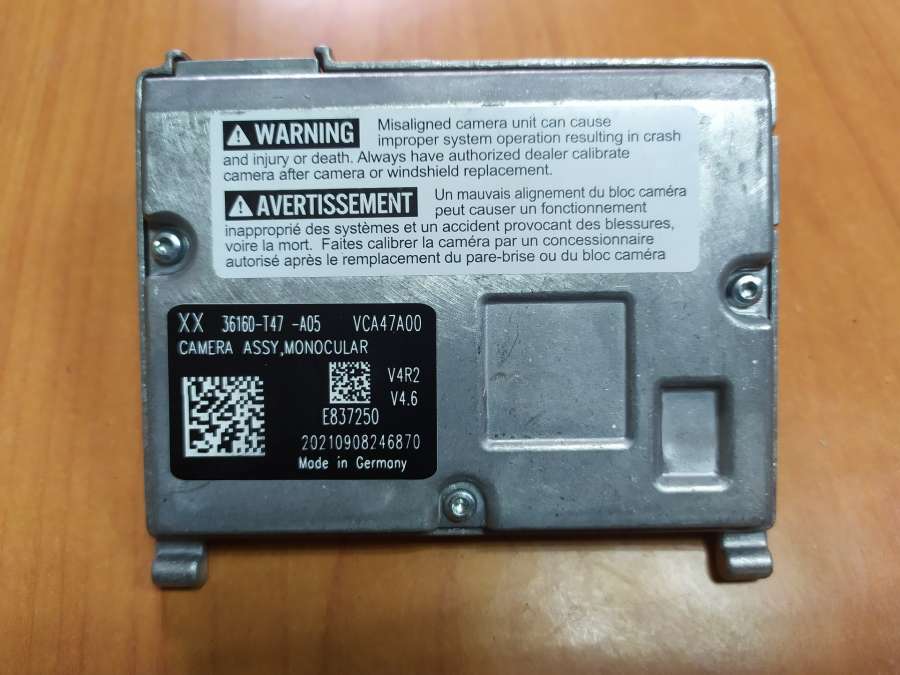 WARNING Misaligned camera unit can cause
improper system operation resulting in crash
and injury or death. Always have authorized dealer calibrate
camera after camera or windshield replacement.
AVERTISSEMENT Un mauvais alignement du bloc caméra
peut causer un fonctionnement
inapproprié des systèmes et un accident provocant des blessures,
voire la mort. Faites calibrer la caméra par un concessionnaire
autorisé après le remplacement du pare-brise ou du bloc caméra
XX 36160-T47 -A05 VCA47A00
CAMERA ASSY,MONOCULAR
V4R2
V4.6
E837250
20210908246870
Made in Germany